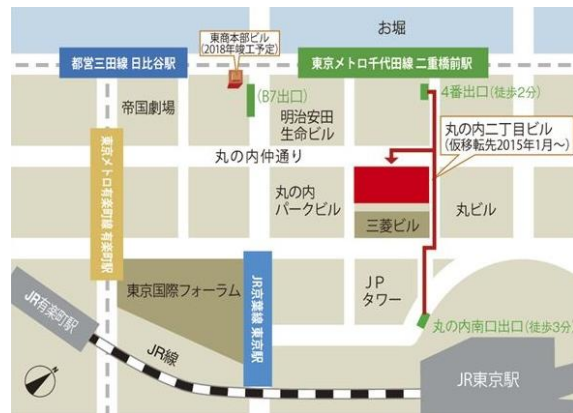 お堀
東商本部ビル
(2018年竣工予定)
都営三田線 日比谷駅
東京メトロ千代田線 二重橋前駅
帝国劇場
(B7出口)
明治安田
生命ビル
4番出口(徒歩2分)
丸の内二丁目ビル
(仮移転先2015年1月～)
丸の内仲通り
東京メトロ有楽町線 有楽町駅
丸の内
パークビル
三菱ビル
丸ビル
東京国際フォーラム
JR京葉線 東京駅
JP
タワー
丸の内南口出口(徒歩3分)
JR有楽町駅
JR線
JR東京駅